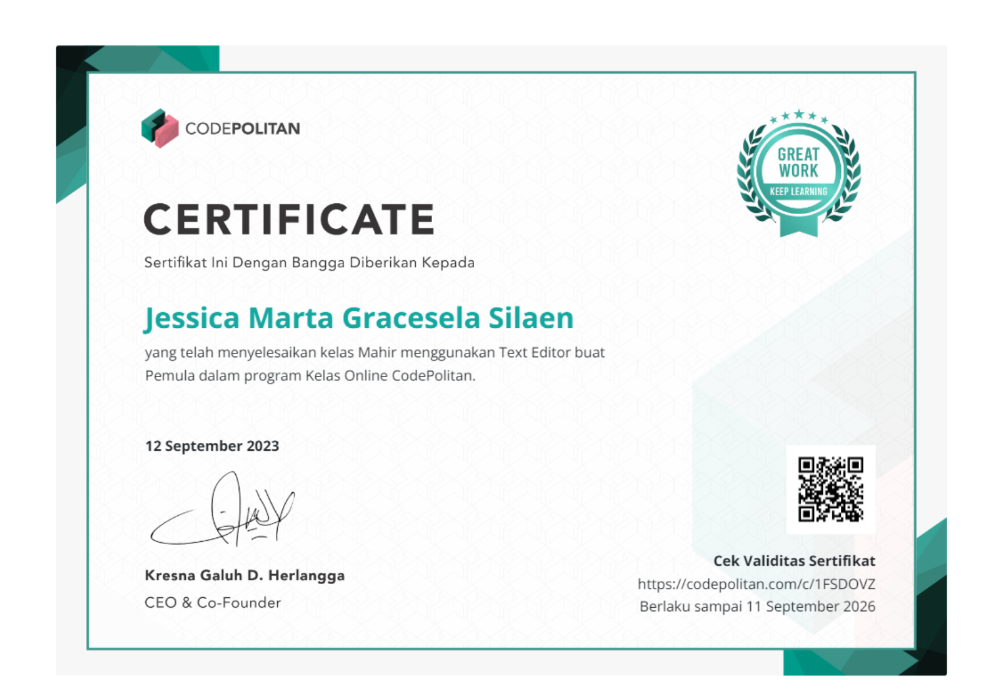 CODEPOLITAN
GREAT
WORK
KEEP LEARNING
CERTIFICATE
Sertifikat Ini Dengan Bangga Diberikan Kepada
Jessica Marta Gracesela Silaen
yang telah menyelesaikan kelas Mahir menggunakan Text Editor buat
Pemula dalam program Kelas Online CodePolitan.
12 September 2023
Kresna Galuh D. Herlangga
CEO & Co-Founder
Cek Validitas Sertifikat
https://codepolitan.com/c/1FSDOVZ
Berlaku sampai 11 September 2026